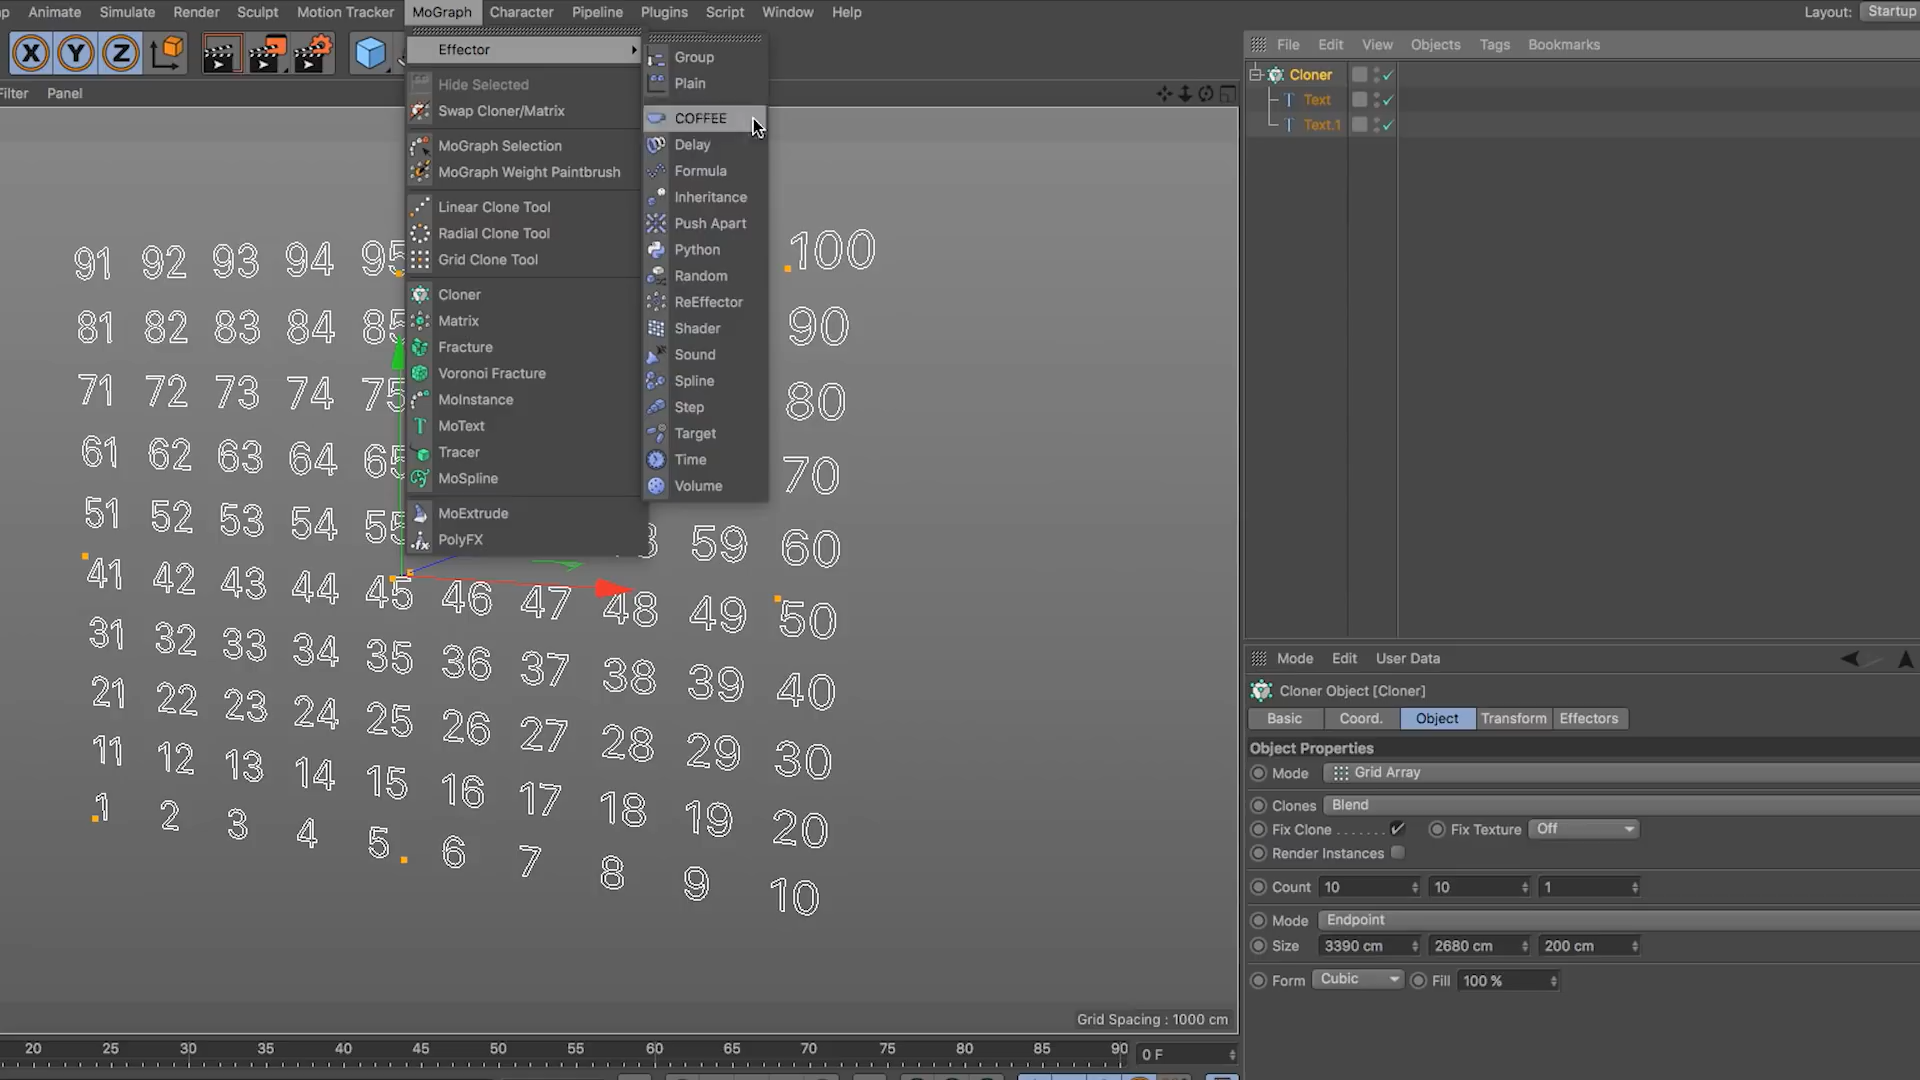 Animate Simulate Render Sculpt Motion Tracker MoGraph Character Pipeline Plugins Script Window Help Layout: Startup
X Y Z
Panel
Effector
Hide Selected
Swap Cloner/Matrix
MoGraph Selection
MoGraph Weight Paintbrush
Linear Clone Tool
Radial Clone Tool
Grid Clone Tool
Cloner
Matrix
Fracture
Voronoi Fracture
MoInstance
MoText
Tracer
MoSpline
MoExtrude
PolyFX
Group
Plain
COFFEE
Delay
Formula
Inheritance
Push Apart
Python
Random
ReEffector
Shader
Sound
Spline
Step
Target
Time
Volume
91 92 93 94 95 100
81 82 83 84 85 90
71 72 73 74 75 80
61 62 63 64 65 70
51 52 53 54 55 59 60
41 42 43 44 45 46 47 48 49 50
31 32 33 34 35 36 37 38 39 40
21 22 23 24 25 26 27 28 29 30
11 12 13 14 15 16 17 18 19 20
1 2 3 4 5 6 7 8 9 10
Grid Spacing : 1000 cm
20 25 30 35 40 45 50 55 60 65 70 75 80 85 90 0 F
File Edit View Objects Tags Bookmarks
Cloner
Text
Text.1
Mode Edit User Data
Cloner Object [Cloner]
Basic Coord. Object Transform Effectors
Object Properties
Mode Grid Array
Clones Blend
Fix Clone Fix Texture Off
Render Instances
Count 10 10 1
Mode Endpoint
Size 3390 cm 2680 cm 200 cm
Form Cubic Fill 100 %